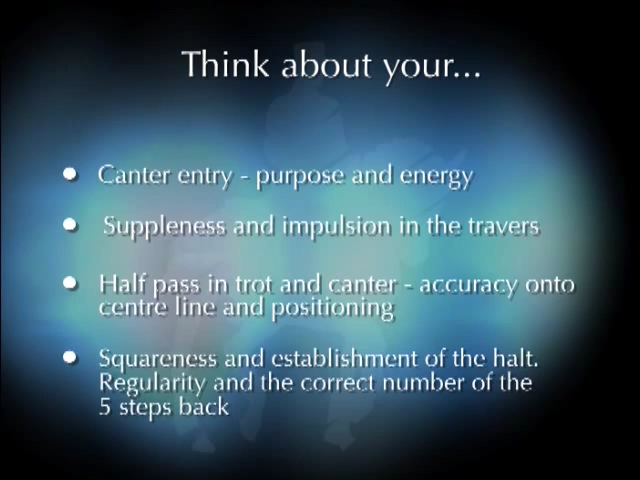 Think about your...
• Canter entry - purpose and energy
• Suppleness and impulsion in the travers
• Half pass in trot and canter - accuracy onto
centre line and positioning
• Squareness and establishment of the halt.
Regularity and the correct number of the
5 steps back